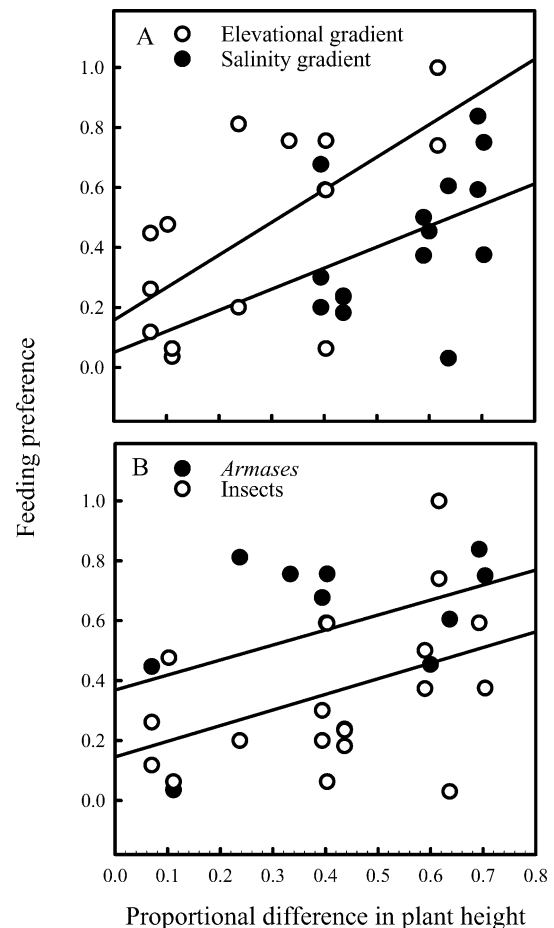 A
Elevational gradient
Salinity gradient
1.0
0.8
0.6
0.4
0.2
0.0
Feeding preference
B
Armases
Insects
1.0
0.8
0.6
0.4
0.2
0.0
0.0 0.1 0.2 0.3 0.4 0.5 0.6 0.7 0.8
Proportional difference in plant height